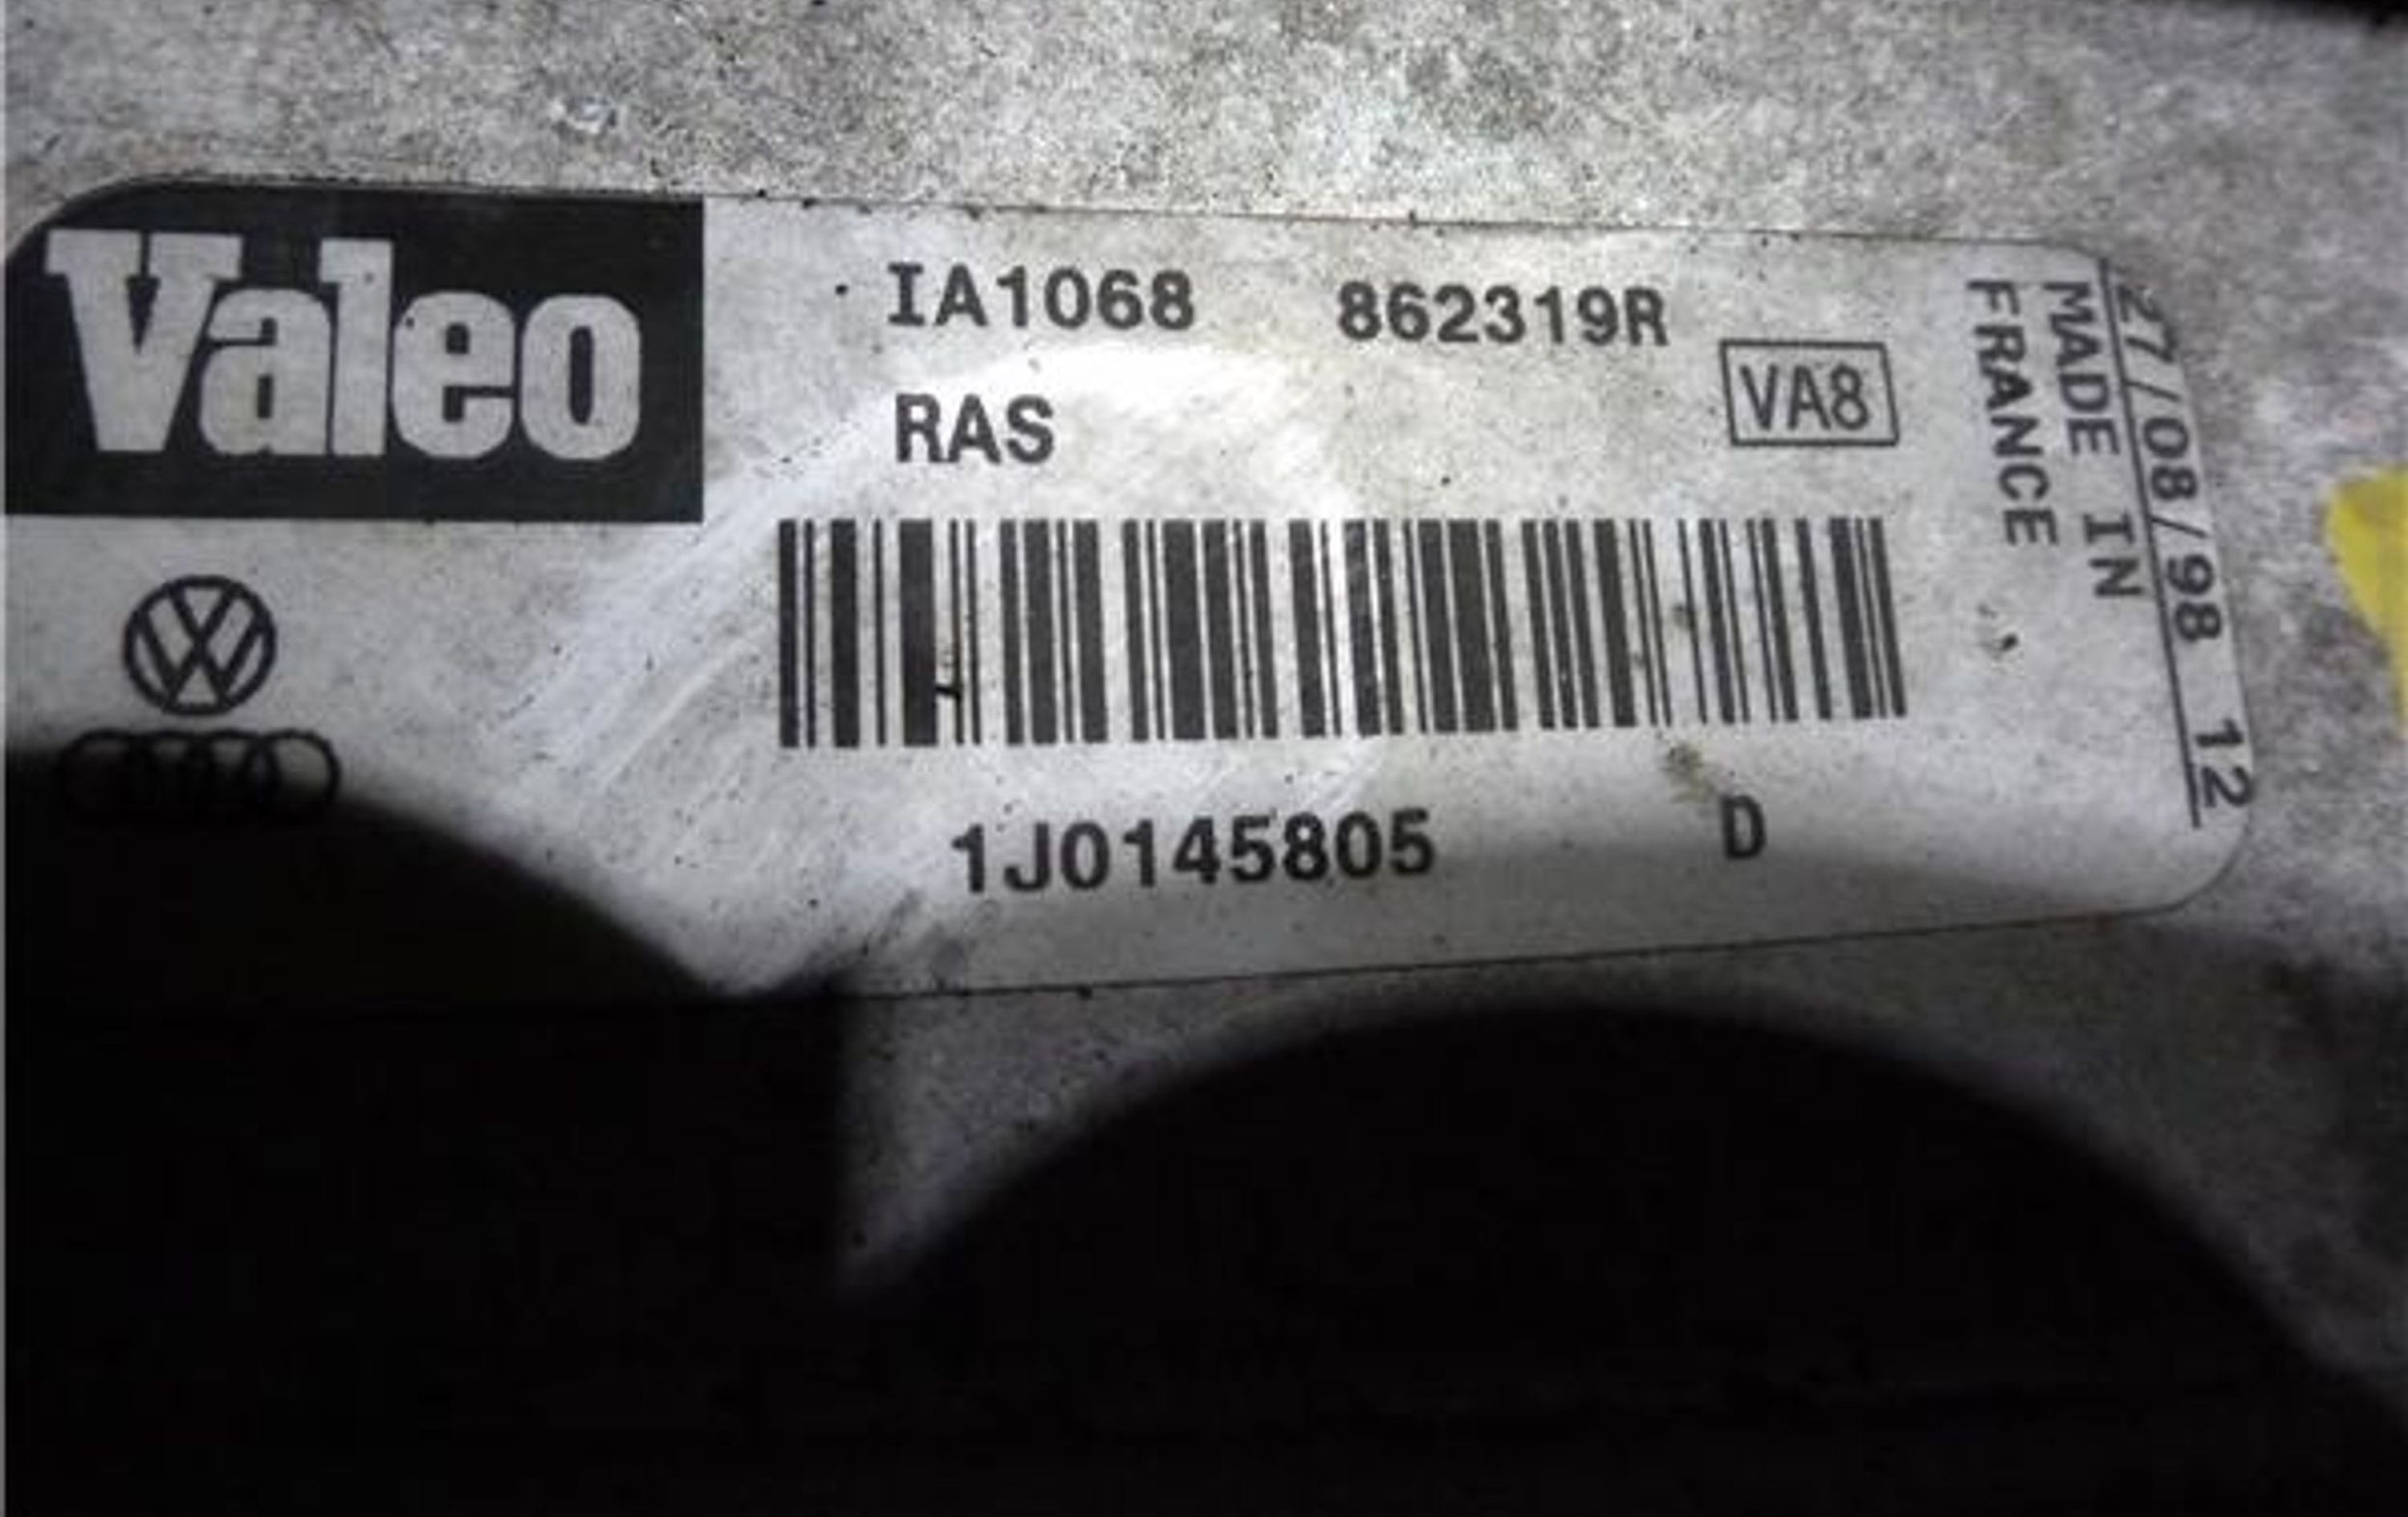 Valeo
IA1068 862319R
RAS
VA8
1J0145805 D
MADE IN
FRANCE
27/08/98 12